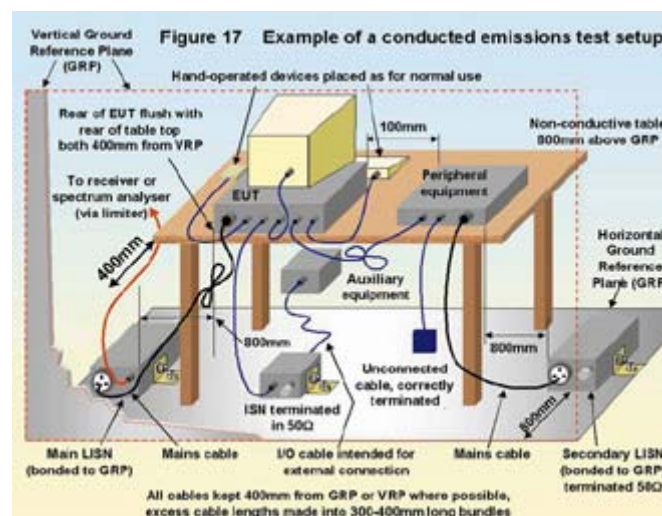 Vertical Ground
Reference Plane
(GRP)
Figure 17 Example of a conducted emissions test setup
Hand-operated devices placed as for normal use
Rear of EUT flush with
rear of table top
both 400mm from VRP
100mm
Non-conductive table
800mm above GRP
To receiver or
spectrum analyser
(via limiter)
EUT
Peripheral
equipment
400mm
Horizontal
Ground
Reference
Plane (GRP)
Auxiliary
equipment
800mm
800mm
Unconnected
cable, correctly
terminated
ISN terminated
in 50Ω
800mm
Main LISN
(bonded to GRP)
Mains cable
I/O cable intended for
external connection
Mains cable
Secondary LISN
(bonded to GRP)
terminated 50Ω
All cables kept 400mm from GRP or VRP where possible,
excess cable lengths made into 300-400mm long bundles